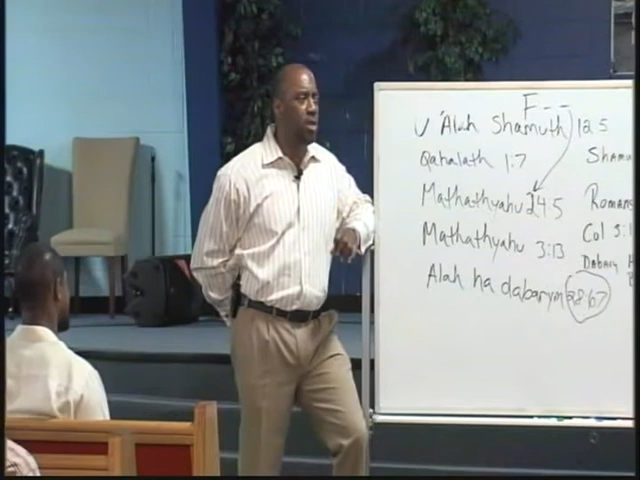 F--
U 'Alah Shamuth 12:5
Qahalath 1:7
Mathathyahu 24:5
Mathathyahu 3:13
Alah ha dabarym 28:67
Sham
Romans
Col 3:1
Dabary